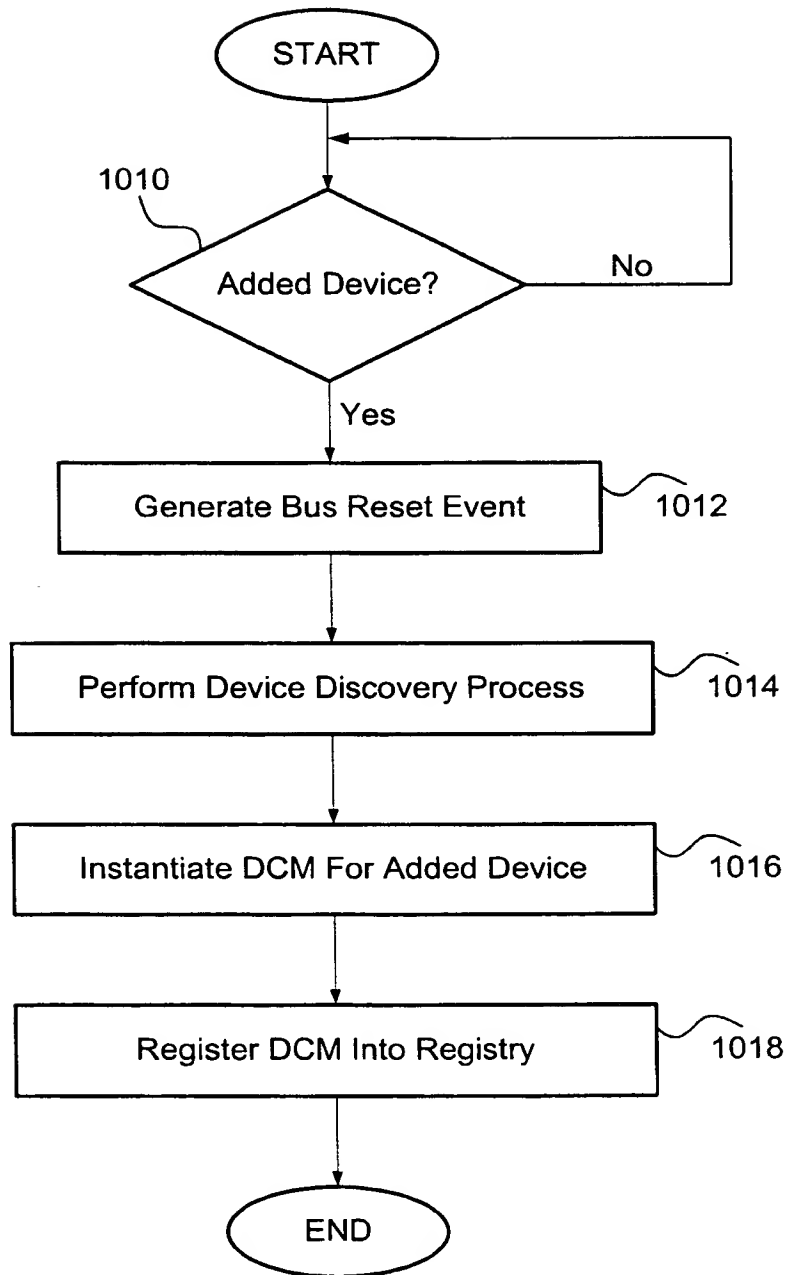 START
1010
Added Device?
No
Yes
Generate Bus Reset Event
1012
Perform Device Discovery Process
1014
Instantiate DCM For Added Device
1016
Register DCM Into Registry
1018
END